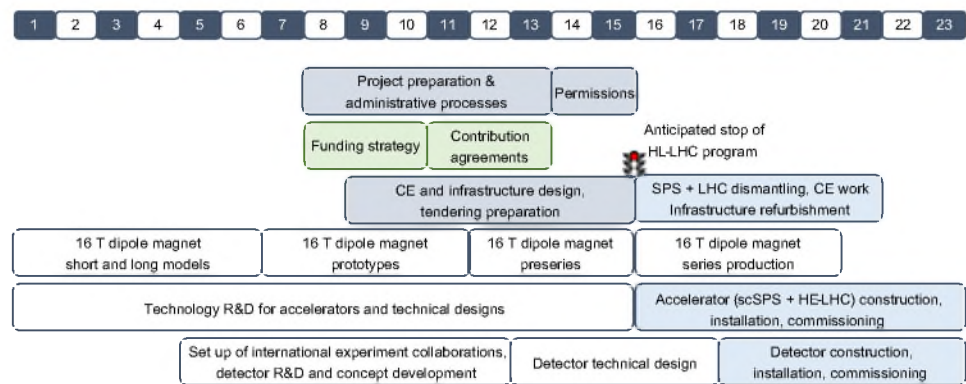 1 2 3 4 5 6 7 8 9 10 11 12 13 14 15 16 17 18 19 20 21 22 23
Project preparation &
administrative processes
Permissions
Funding strategy
Contribution
agreements
Anticipated stop of
HL-LHC program
CE and infrastructure design,
tendering preparation
SPS + LHC dismantling, CE work
Infrastructure refurbishment
16 T dipole magnet
short and long models
16 T dipole magnet
prototypes
16 T dipole magnet
preseries
16 T dipole magnet
series production
Technology R&D for accelerators and technical designs
Accelerator (scSPS + HE-LHC) construction,
installation, commissioning
Set up of international experiment collaborations,
detector R&D and concept development
Detector technical design
Detector construction,
installation, commissioning